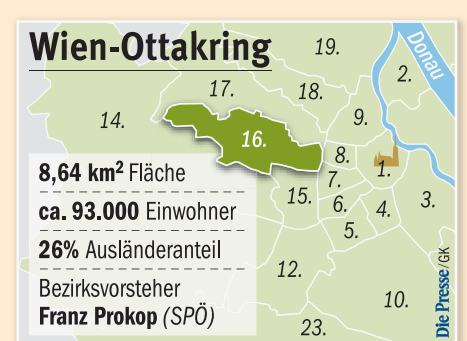 Wien-Ottakring
19.
Donau
2.
17.
18.
9.
14.
16.
8.
1.
8,64 km² Fläche
7.
15.
3.
ca. 93.000 Einwohner
6.
4.
5.
26% Ausländeranteil
12.
Bezirksvorsteher
10.
Franz Prokop (SPÖ)
23.
Die Presse/GK